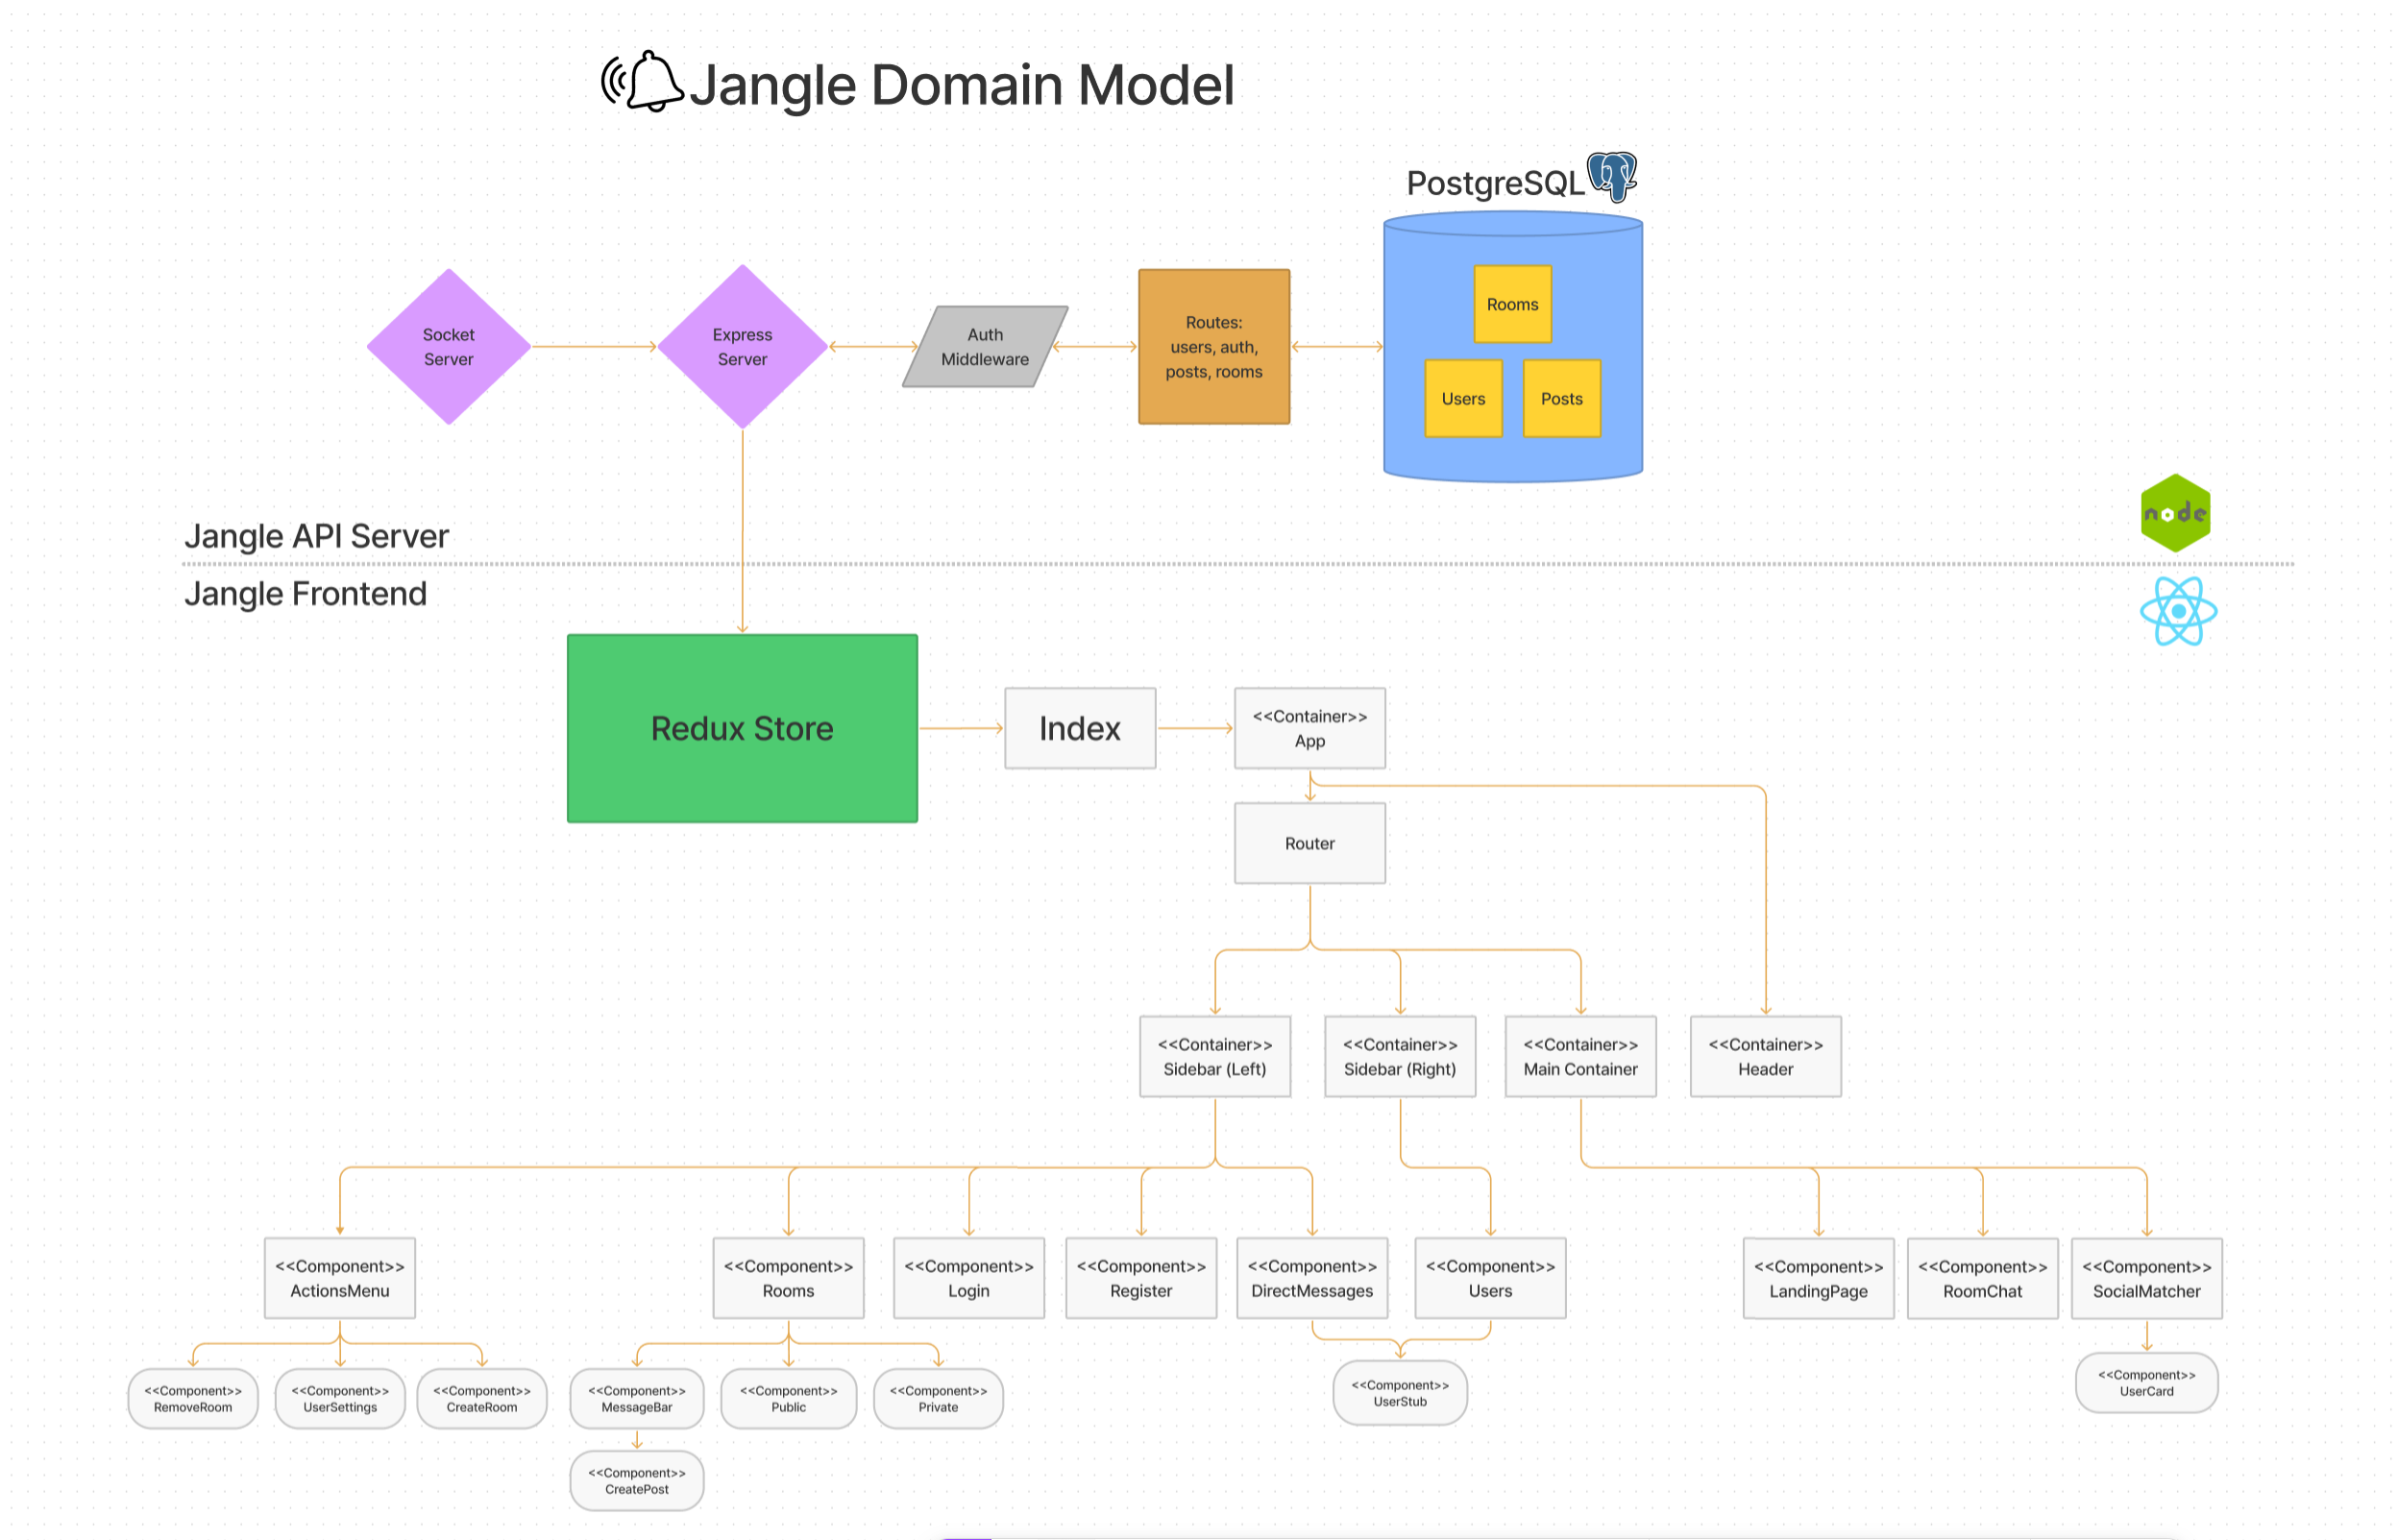 Jangle Domain Model
PostgreSQL
Rooms
Users
Posts
Socket
Server
Express
Server
Auth
Middleware
Routes:
users, auth,
posts, rooms
Jangle API Server
node
Jangle Frontend
Redux Store
Index
<<Container>>
App
Router
<<Container>>
Sidebar (Left)
<<Container>>
Sidebar (Right)
<<Container>>
Main Container
<<Container>>
Header
<<Component>>
ActionsMenu
<<Component>>
Rooms
<<Component>>
Login
<<Component>>
Register
<<Component>>
DirectMessages
<<Component>>
Users
<<Component>>
LandingPage
<<Component>>
RoomChat
<<Component>>
SocialMatcher
<<Component>>
RemoveRoom
<<Component>>
UserSettings
<<Component>>
CreateRoom
<<Component>>
MessageBar
<<Component>>
Public
<<Component>>
Private
<<Component>>
UserStub
<<Component>>
UserCard
<<Component>>
CreatePost